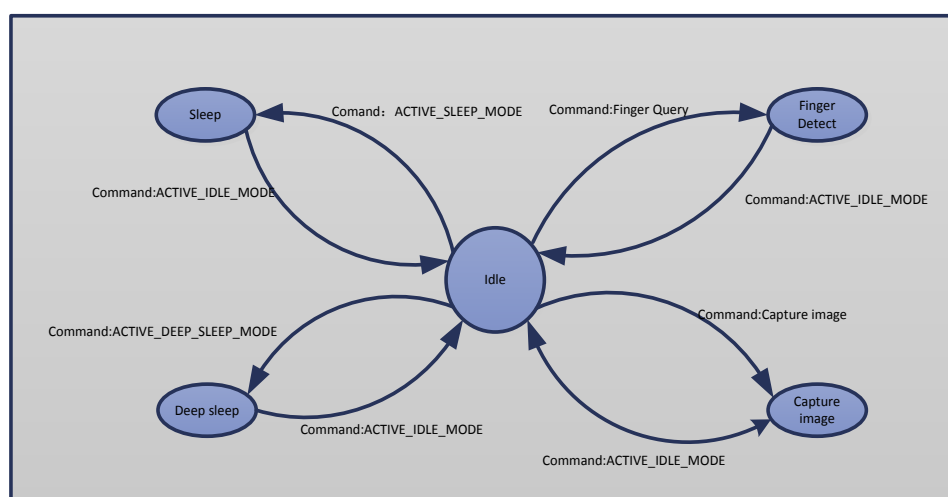 Sleep
Comand： ACTIVE_SLEEP_MODE
Command:Finger Query
Finger
Detect
Command:ACTIVE_IDLE_MODE
Command:ACTIVE_IDLE_MODE
Idle
Command:ACTIVE_DEEP_SLEEP_MODE
Command:Capture image
Deep sleep
Command:ACTIVE_IDLE_MODE
Capture
image
Command:ACTIVE_IDLE_MODE